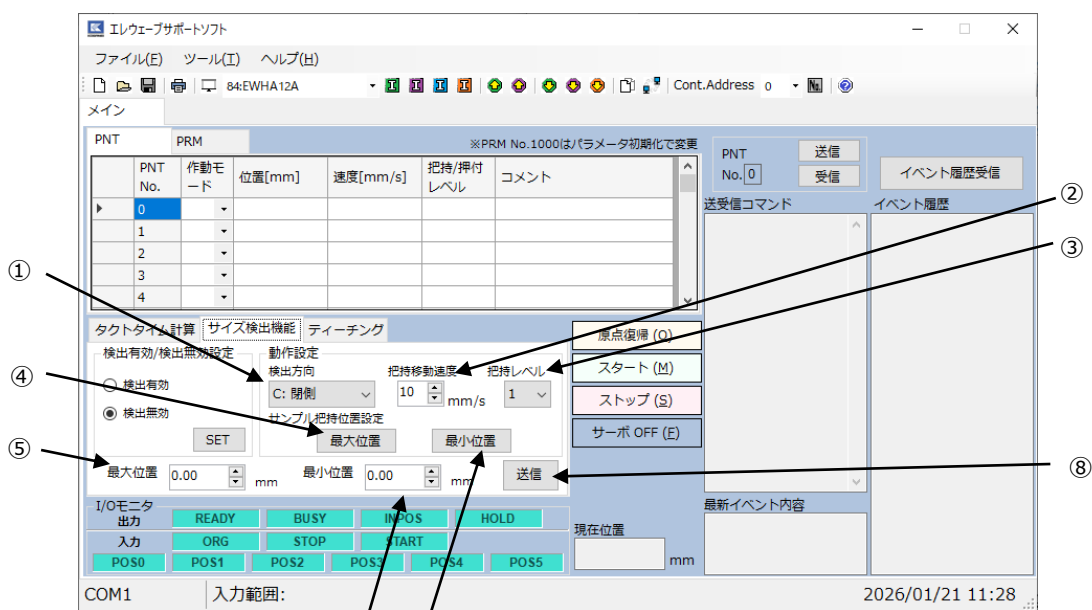 エレウェーブサポートソフト
ファイル(F) ツール(T) ヘルプ(H)
84:EWHA12A Cont.Address 0 №
メイン
PNT PRM ※PRM No.1000はパラメータ初期化で変更
PNT No. 作動モード 位置[mm] 速度[mm/s] 把持/押付レベル コメント
0
1
2
3
4
PNT No. 0 送信 受信
イベント履歴受信
送受信コマンド イベント履歴
②
③
①
タクトタイム計算 サイズ検出機能 ティーチング
検出有効/検出無効設定
検出有効
検出無効
SET
動作設定
検出方向 把持移動速度 把持レベル
C: 閉側 10 mm/s 1
サンプル把持位置設定
最大位置 最小位置
④
⑤
最大位置 0.00 mm 最小位置 0.00 mm 送信
⑧
原点復帰 (O)
スタート (M)
ストップ (S)
サーボ OFF (F)
I/Oモニタ
出力 READY BUSY INPOS HOLD
入力 ORG STOP START
POS0 POS1 POS2 POS3 POS4 POS5
現在位置
mm
最新イベント内容
COM1 入力範囲: 2026/01/21 11:28